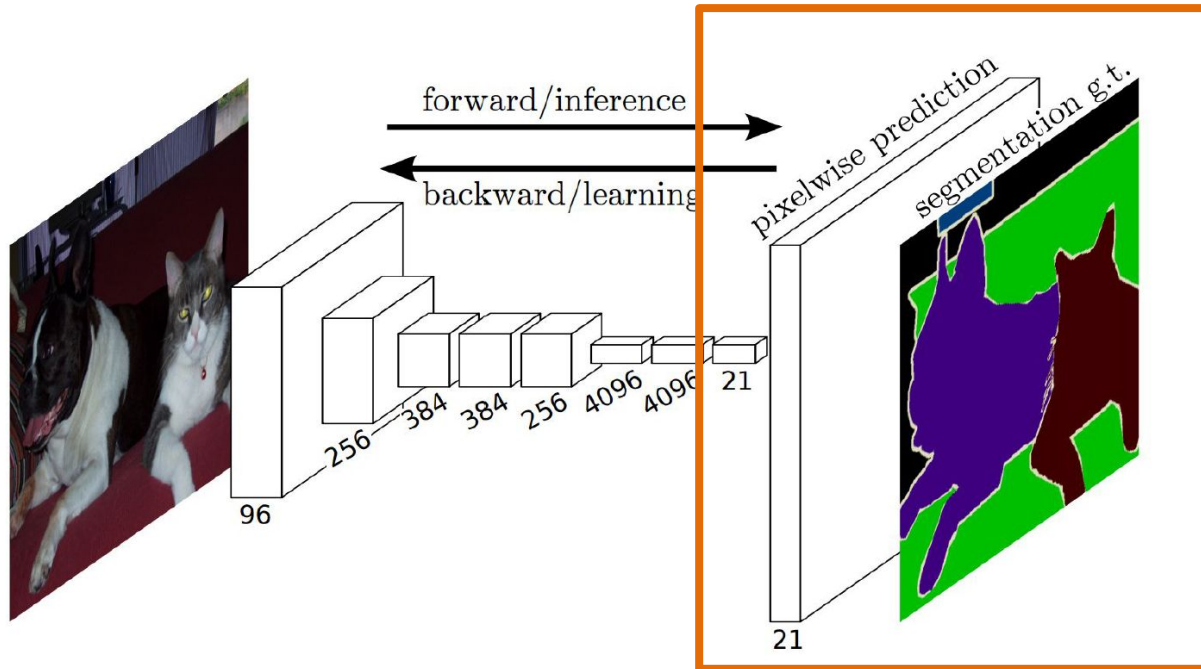 forward/inference
backward/learning
pixelwise prediction
segmentation g.t.
96
256
384
384
256
4096
4096
21
21